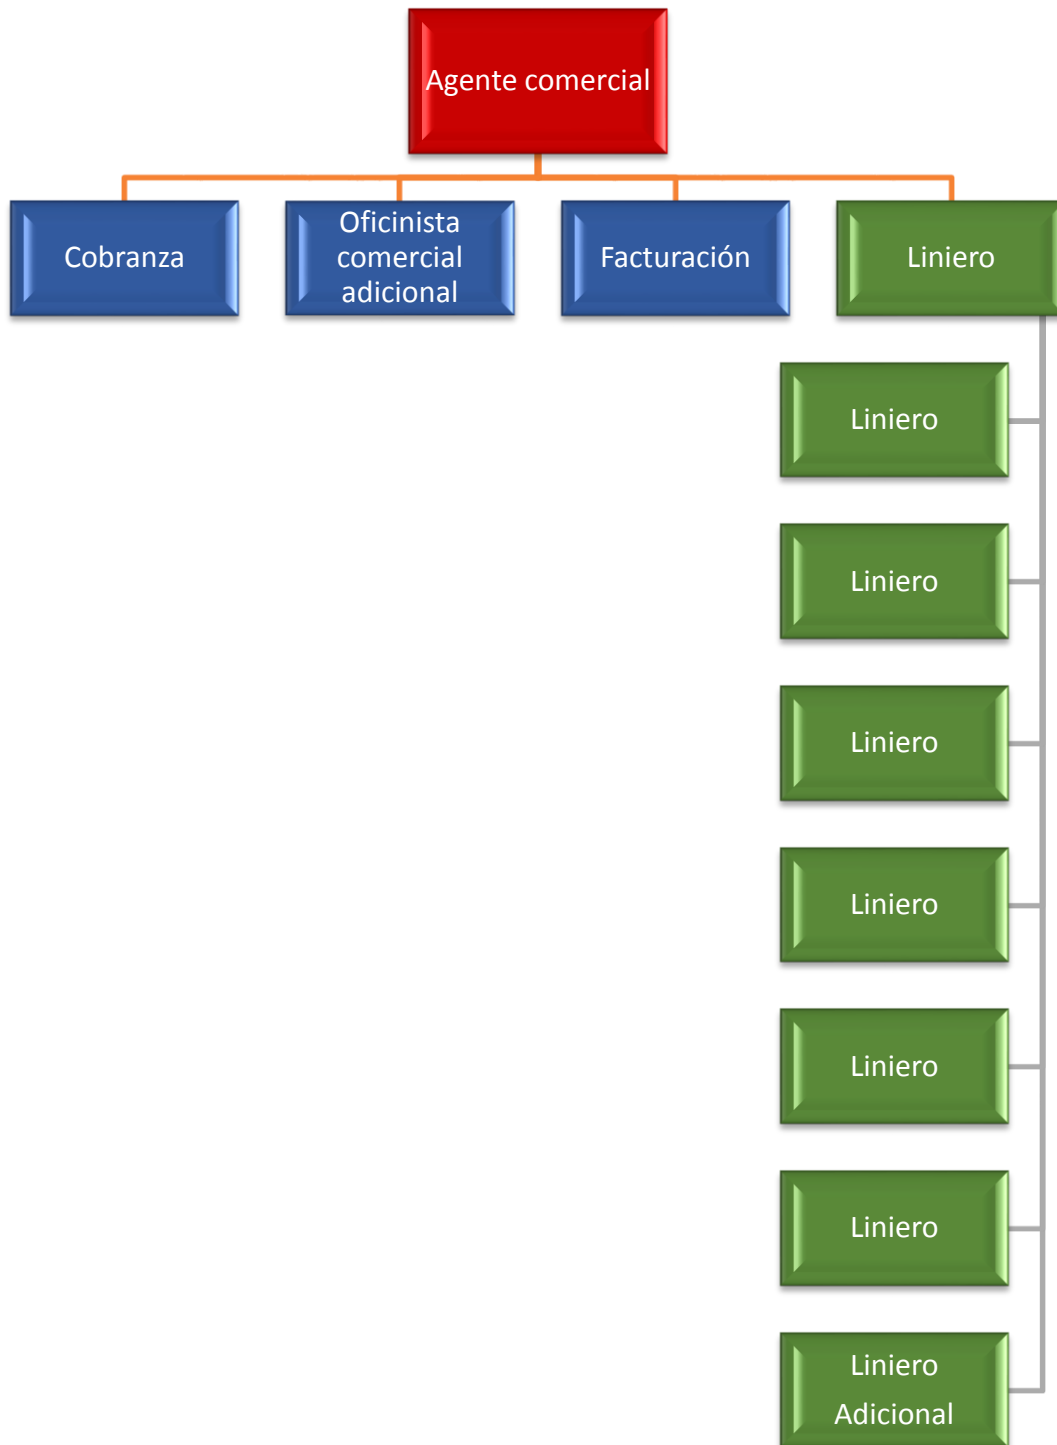 Agente comercial
Cobranza
Oficinista
comercial
adicional
Facturación
Liniero
Liniero
Liniero
Liniero
Liniero
Liniero
Liniero
Liniero
Adicional